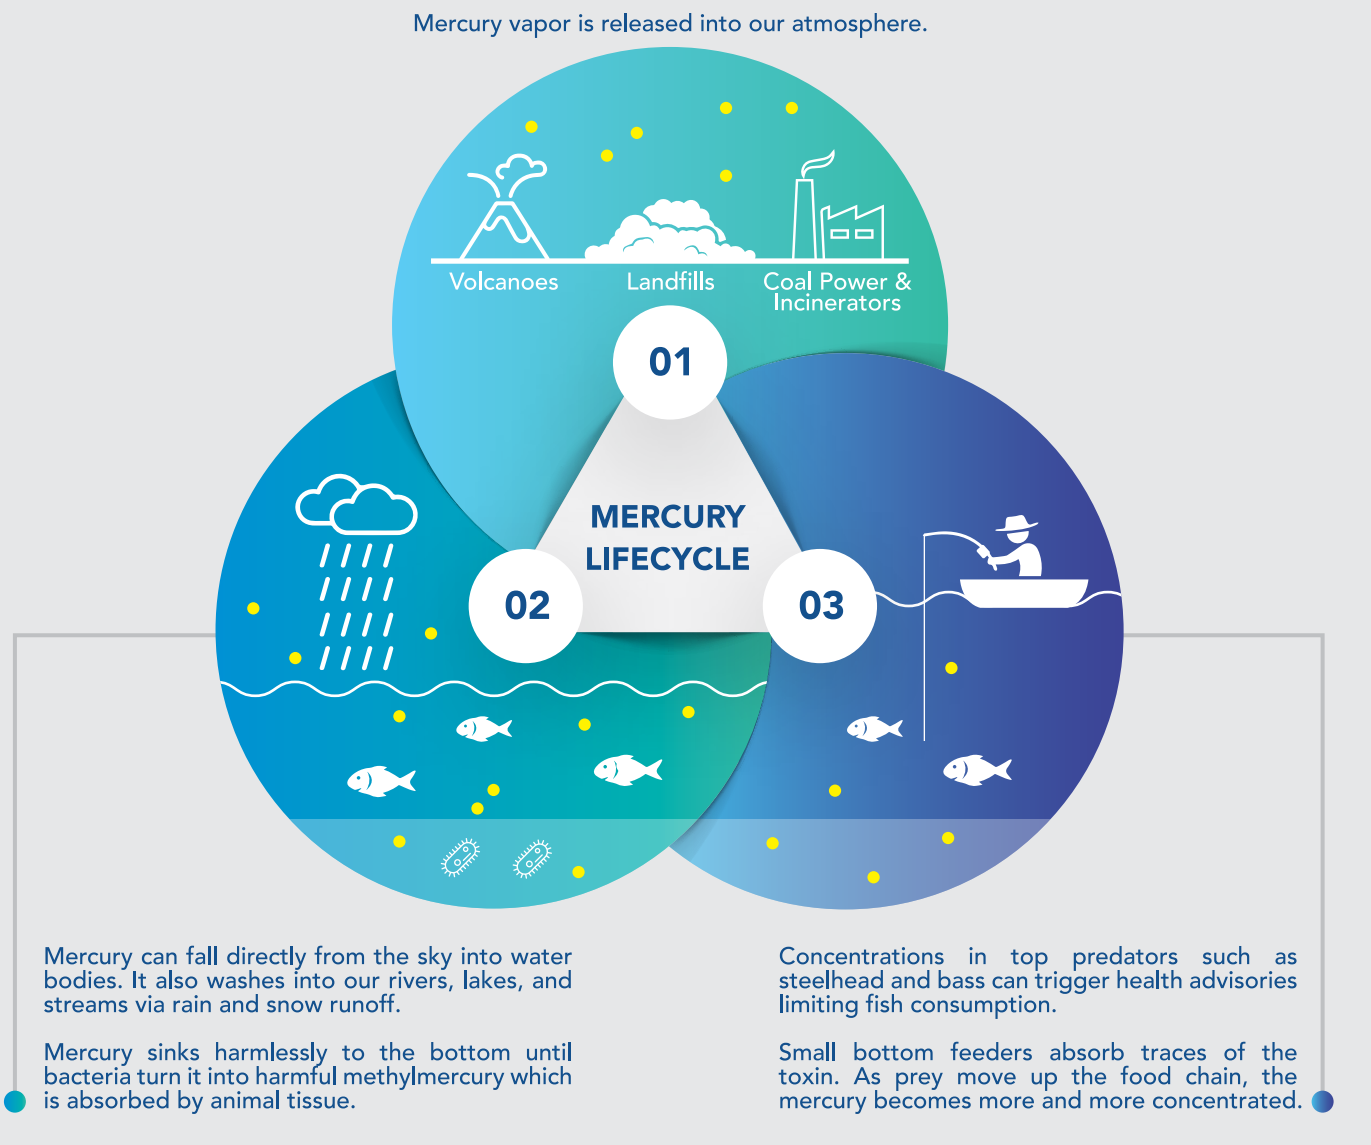 Mercury vapor is released into our atmosphere.
Volcanoes
Landfills
Coal Power &
Incinerators
01
MERCURY
LIFECYCLE
02
03
Mercury can fall directly from the sky into water
bodies. It also washes into our rivers, lakes, and
streams via rain and snow runoff.
Mercury sinks harmlessly to the bottom until
bacteria turn it into harmful methylmercury which
is absorbed by animal tissue.
Concentrations in top predators such as
steelhead and bass can trigger health advisories
limiting fish consumption.
Small bottom feeders absorb traces of the
toxin. As prey move up the food chain, the
mercury becomes more and more concentrated.